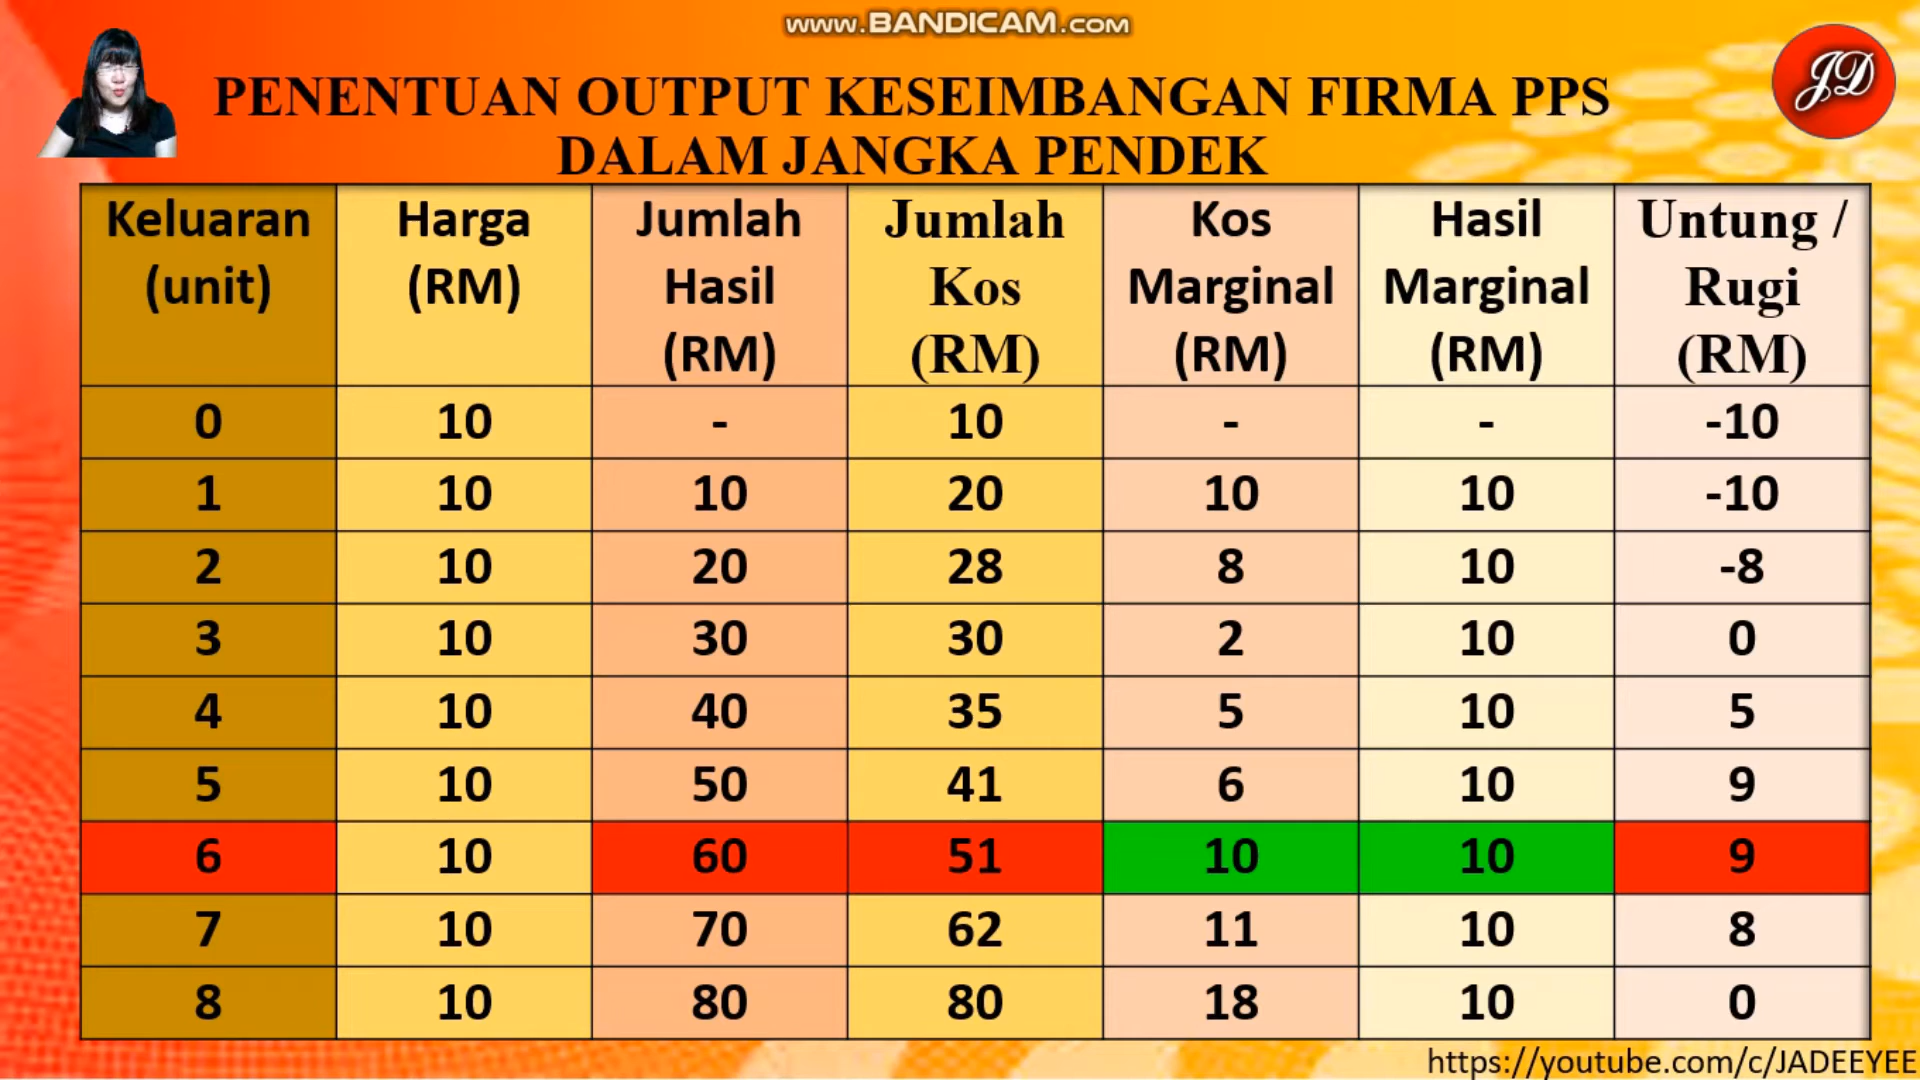 www.BANDICAM.com
JD
PENENTUAN OUTPUT KESEIMBANGAN FIRMA PPS
DALAM JANGKA PENDEK
Keluaran (unit) Harga (RM) Jumlah Hasil (RM) Jumlah Kos (RM) Kos Marginal (RM) Hasil Marginal (RM) Untung / Rugi (RM)
0 10 - 10 - - -10
1 10 10 20 10 10 -10
2 10 20 28 8 10 -8
3 10 30 30 2 10 0
4 10 40 35 5 10 5
5 10 50 41 6 10 9
6 10 60 51 10 10 9
7 10 70 62 11 10 8
8 10 80 80 18 10 0
https://youtube.com/c/JADEEYEE